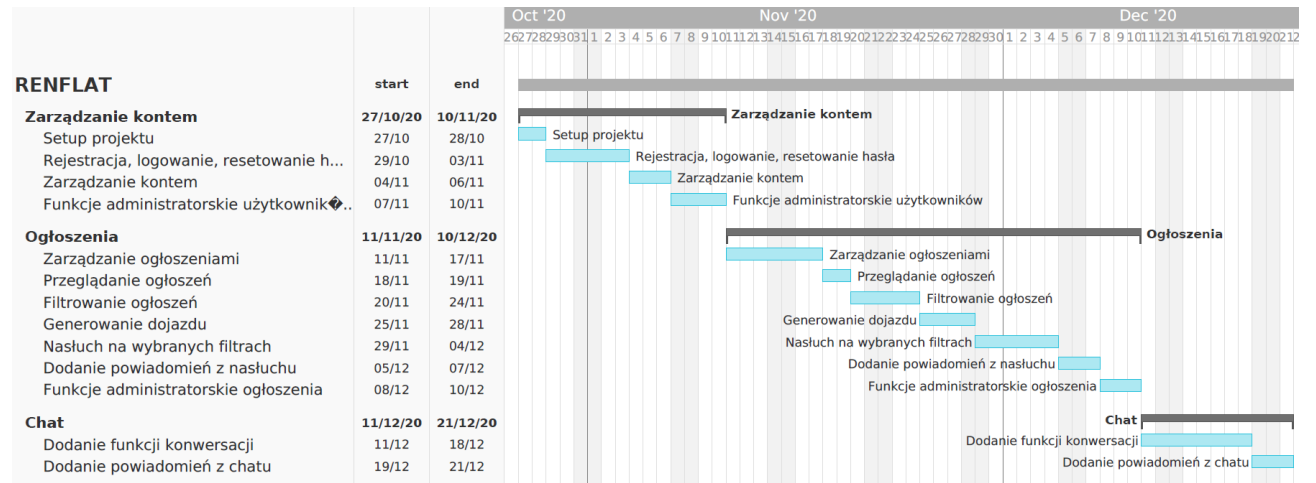 Oct '20 Nov '20 Dec '20
26 27 28 29 30 31 1 2 3 4 5 6 7 8 9 10 11 12 13 14 15 16 17 18 19 20 21 22 23 24 25 26 27 28 29 30 1 2 3 4 5 6 7 8 9 10 11 12 13 14 15 16 17 18 19 20 21 2
RENFLAT start end
Zarządzanie kontem 27/10/20 10/11/20 Zarządzanie kontem
Setup projektu 27/10 28/10 Setup projektu
Rejestracja, logowanie, resetowanie h... 29/10 03/11 Rejestracja, logowanie, resetowanie hasła
Zarządzanie kontem 04/11 06/11 Zarządzanie kontem
Funkcje administratorskie użytkownik�.. 07/11 10/11 Funkcje administratorskie użytkowników
Ogłoszenia 11/11/20 10/12/20 Ogłoszenia
Zarządzanie ogłoszeniami 11/11 17/11 Zarządzanie ogłoszeniami
Przeglądanie ogłoszeń 18/11 19/11 Przeglądanie ogłoszeń
Filtrowanie ogłoszeń 20/11 24/11 Filtrowanie ogłoszeń
Generowanie dojazdu 25/11 28/11 Generowanie dojazdu
Nasłuch na wybranych filtrach 29/11 04/12 Nasłuch na wybranych filtrach
Dodanie powiadomień z nasłuchu 05/12 07/12 Dodanie powiadomień z nasłuchu
Funkcje administratorskie ogłoszenia 08/12 10/12 Funkcje administratorskie ogłoszenia
Chat 11/12/20 21/12/20 Chat
Dodanie funkcji konwersacji 11/12 18/12 Dodanie funkcji konwersacji
Dodanie powiadomień z chatu 19/12 21/12 Dodanie powiadomień z chatu